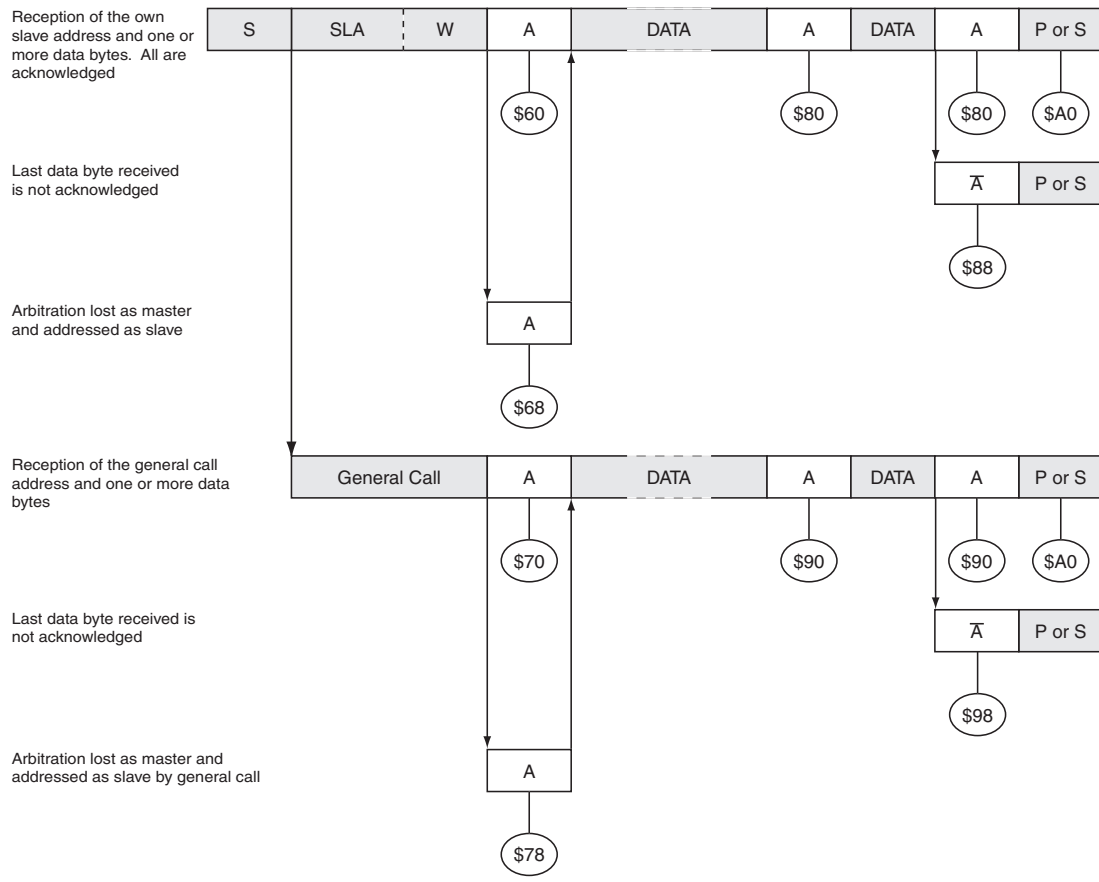 Reception of the own
slave address and one or
more data bytes. All are
acknowledged
S SLA W A DATA A DATA A P or S
$60 $80 $80 $A0
Last data byte received
is not acknowledged
A̅ P or S
$88
Arbitration lost as master
and addressed as slave
A
$68
Reception of the general call
address and one or more data
bytes
General Call A DATA A DATA A P or S
$70 $90 $90 $A0
Last data byte received is
not acknowledged
A̅ P or S
$98
Arbitration lost as master and
addressed as slave by general call
A
$78